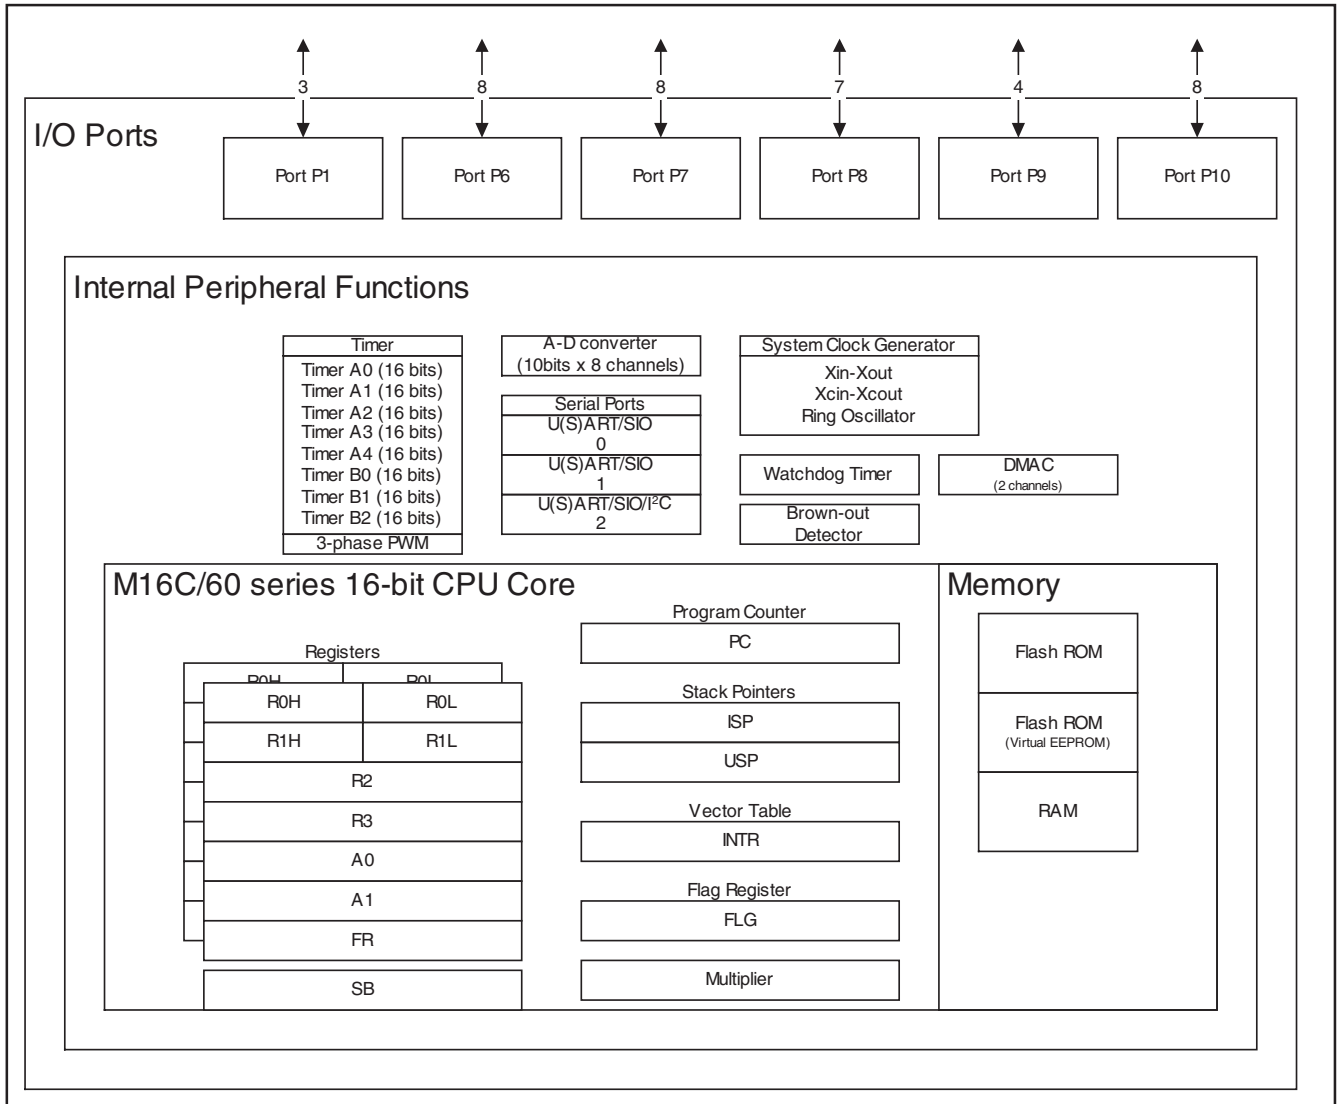 3 8 8 7 4 8
I/O Ports
Port P1 Port P6 Port P7 Port P8 Port P9 Port P10
Internal Peripheral Functions
Timer
Timer A0 (16 bits)
Timer A1 (16 bits)
Timer A2 (16 bits)
Timer A3 (16 bits)
Timer A4 (16 bits)
Timer B0 (16 bits)
Timer B1 (16 bits)
Timer B2 (16 bits)
3-phase PWM
A-D converter
(10bits x 8 channels)
Serial Ports
U(S)ART/SIO
0
U(S)ART/SIO
1
U(S)ART/SIO/I²C
2
System Clock Generator
Xin-Xout
Xcin-Xcout
Ring Oscillator
Watchdog Timer
DMAC
(2 channels)
Brown-out
Detector
M16C/60 series 16-bit CPU Core
Registers
R0H R0L
R0H R0L
R1H R1L
R2
R3
A0
A1
FR
SB
Program Counter
PC
Stack Pointers
ISP
USP
Vector Table
INTR
Flag Register
FLG
Multiplier
Memory
Flash ROM
Flash ROM
(Virtual EEPROM)
RAM